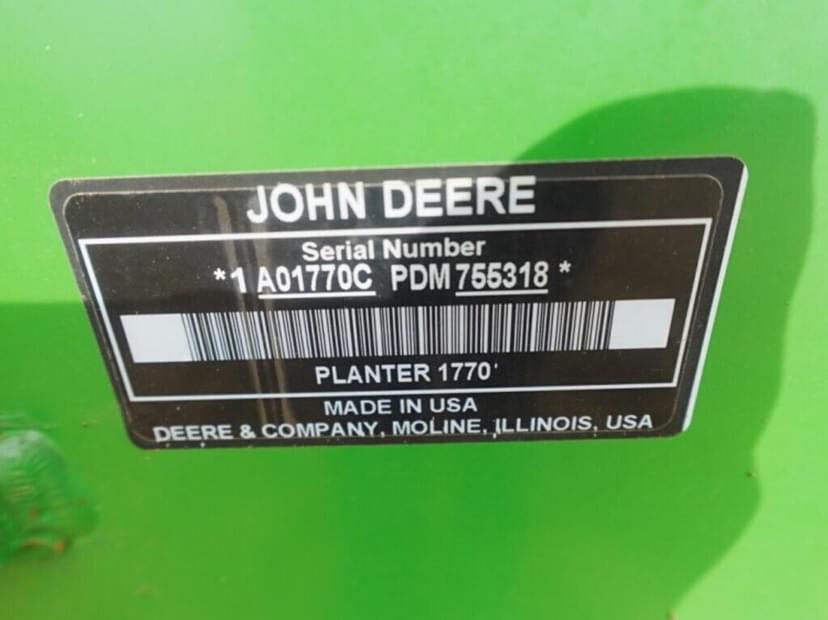 JOHN DEERE
Serial Number
*1 A01770C PDM 755318 *
PLANTER 1770
MADE IN USA
DEERE & COMPANY, MOLINE, ILLINOIS, USA